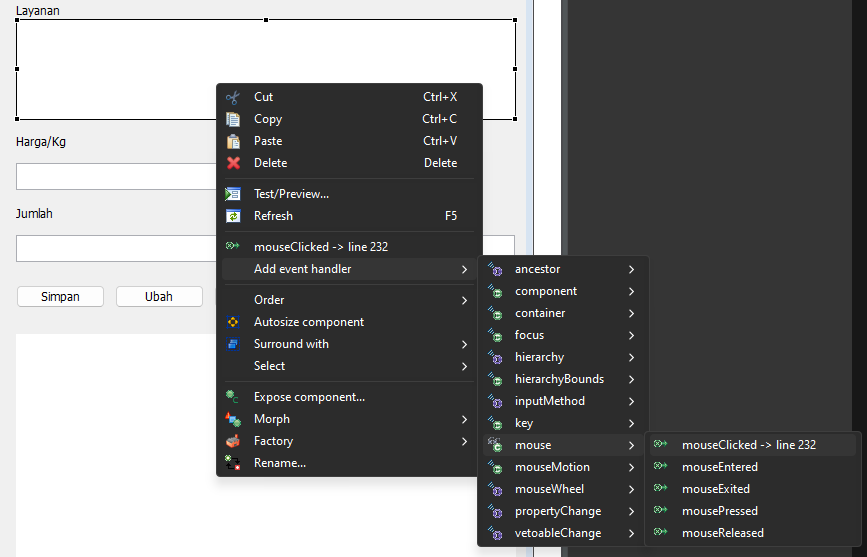 Layanan
Cut Ctrl+X
Copy Ctrl+C
Harga/Kg
Paste Ctrl+V
Delete Delete
Test/Preview...
Jumlah
Refresh F5
mouseClicked -> line 232
Add event handler
Simpan
Ubah
Order
Autosize component
Surround with
Select
Expose component...
Morph
Factory
Rename...
ancestor
component
container
focus
hierarchy
hierarchyBounds
inputMethod
key
mouse
mouseMotion
mouseWheel
propertyChange
vetoableChange
mouseClicked -> line 232
mouseEntered
mouseExited
mousePressed
mouseReleased